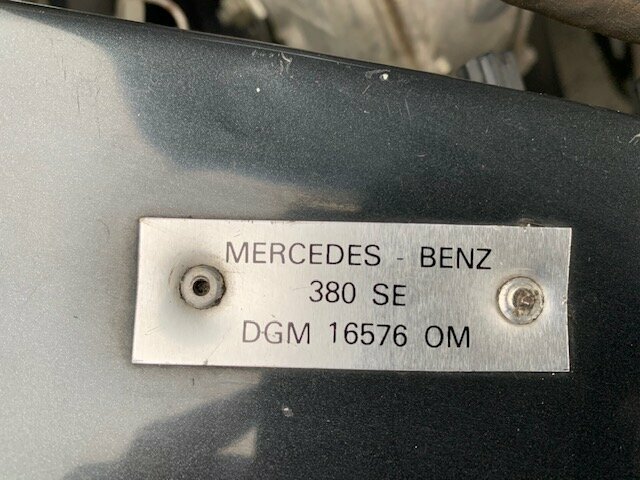 MERCEDES - BENZ
380 SE
DGM 16576 OM